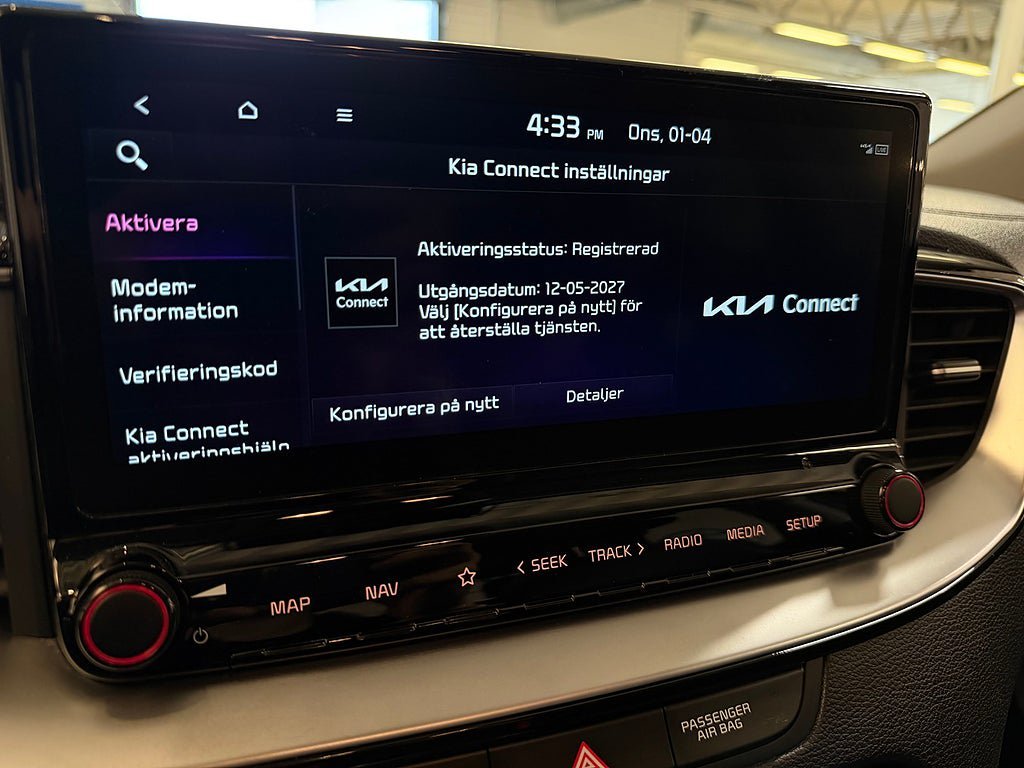 4:33 PM Ons, 01-04
Kia Connect inställningar
Aktivera
Modem-
information
Verifieringskod
Kia Connect
aktiveringshjälp
KIA
Connect
Aktiveringsstatus: Registrerad
Utgångsdatum: 12-05-2027
Välj [Konfigurera på nytt] för
att återställa tjänsten.
Konfigurera på nytt
Detaljer
KIA Connect
MAP
NAV
< SEEK
TRACK >
RADIO
MEDIA
SETUP
PASSENGER
AIR BAG